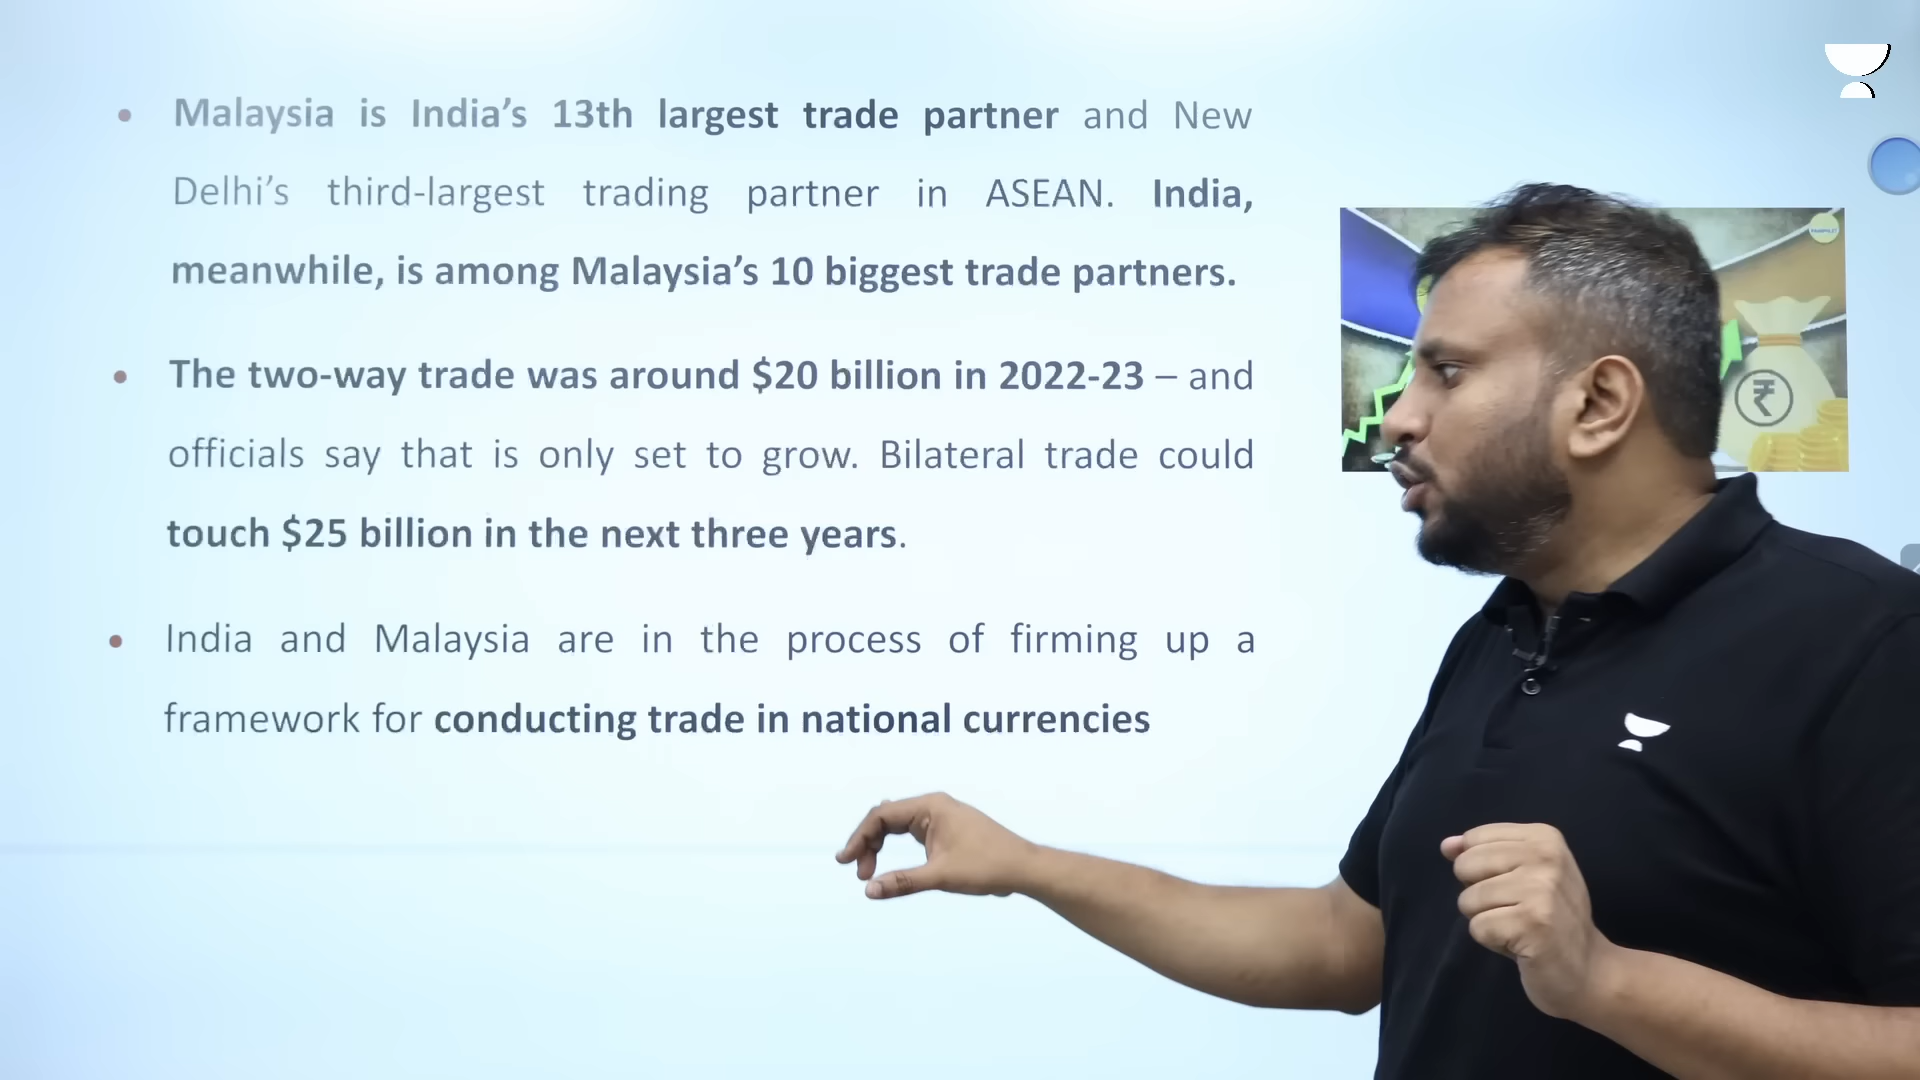 • Malaysia is India’s 13th largest trade partner and New
Delhi’s third-largest trading partner in ASEAN. India,
meanwhile, is among Malaysia’s 10 biggest trade partners.
• The two-way trade was around $20 billion in 2022-23 – and
officials say that is only set to grow. Bilateral trade could
touch $25 billion in the next three years.
• India and Malaysia are in the process of firming up a
framework for conducting trade in national currencies
₹